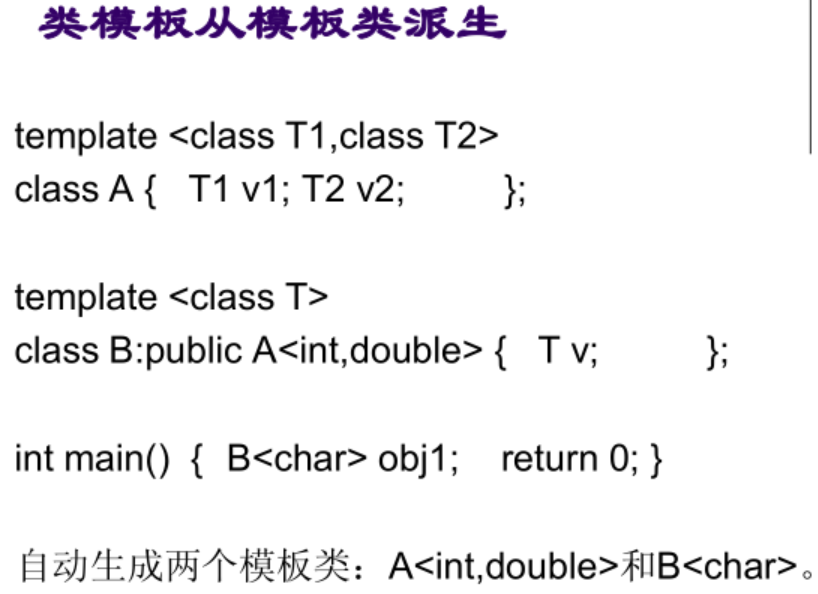 类模板从模板类派生
template <class T1,class T2>
class A { T1 v1; T2 v2; };
template <class T>
class B:public A<int,double> { T v; };
int main() { B<char> obj1; return 0; }
自动生成两个模板类：A<int,double>和B<char>。